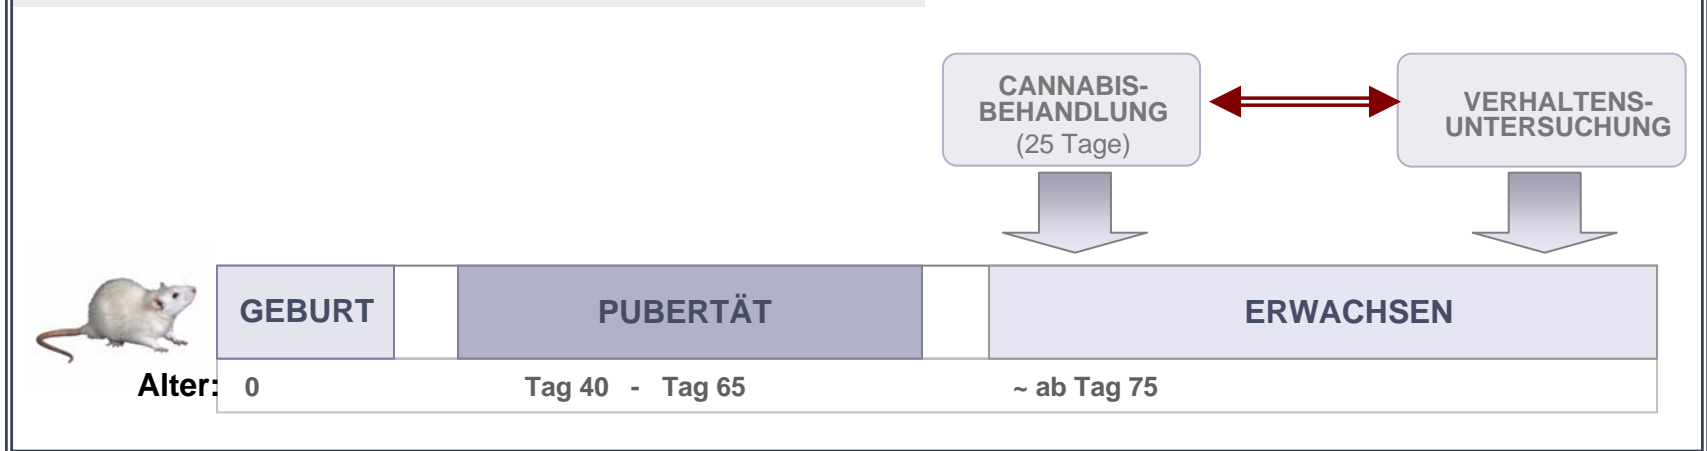 CANNABIS-
BEHANDLUNG
(25 Tage)
VERHALTENS-
UNTERSUCHUNG
GEBURT
PUBERTÄT
ERWACHSEN
Alter: 0 Tag 40 - Tag 65 ~ ab Tag 75